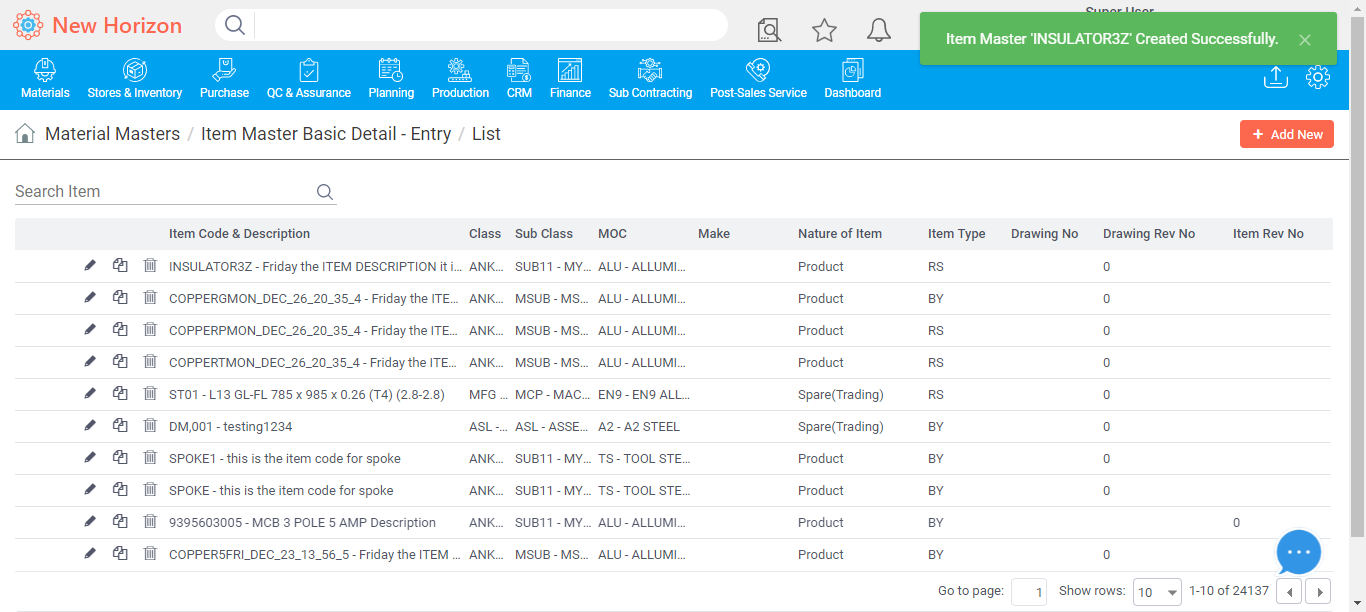 New Horizon
Super User
Item Master 'INSULATOR3Z' Created Successfully.
Materials Stores & Inventory Purchase QC & Assurance Planning Production CRM Finance Sub Contracting Post-Sales Service Dashboard
Material Masters / Item Master Basic Detail - Entry / List
+ Add New
Search Item
Item Code & Description Class Sub Class MOC Make Nature of Item Item Type Drawing No Drawing Rev No Item Rev No
INSULATOR3Z - Friday the ITEM DESCRIPTION it i... ANK... SUB11 - MY... ALU - ALLUMI... Product RS 0
COPPERGMON_DEC_26_20_35_4 - Friday the ITE... ANK... MSUB - MS... ALU - ALLUMI... Product BY 0
COPPERPMON_DEC_26_20_35_4 - Friday the ITE... ANK... MSUB - MS... ALU - ALLUMI... Product RS 0
COPPERTMON_DEC_26_20_35_4 - Friday the ITE... ANK... MSUB - MS... ALU - ALLUMI... Product RS 0
ST01 - L13 GL-FL 785 x 985 x 0.26 (T4) (2.8-2.8) MFG ... MCP - MAC... EN9 - EN9 ALL... Spare(Trading) RS 0
DM,001 - testing1234 ASL -... ASL - ASSE... A2 - A2 STEEL Spare(Trading) BY 0
SPOKE1 - this is the item code for spoke ANK... SUB11 - MY... TS - TOOL STE... Product BY 0
SPOKE - this is the item code for spoke ANK... SUB11 - MY... TS - TOOL STE... Product BY 0
9395603005 - MCB 3 POLE 5 AMP Description ANK... SUB11 - MY... ALU - ALLUMI... Product BY 0
COPPER5FRI_DEC_23_13_56_5 - Friday the ITEM ... ANK... MSUB - MS... ALU - ALLUMI... Product BY 0
Go to page: 1 Show rows: 10 1-10 of 24137